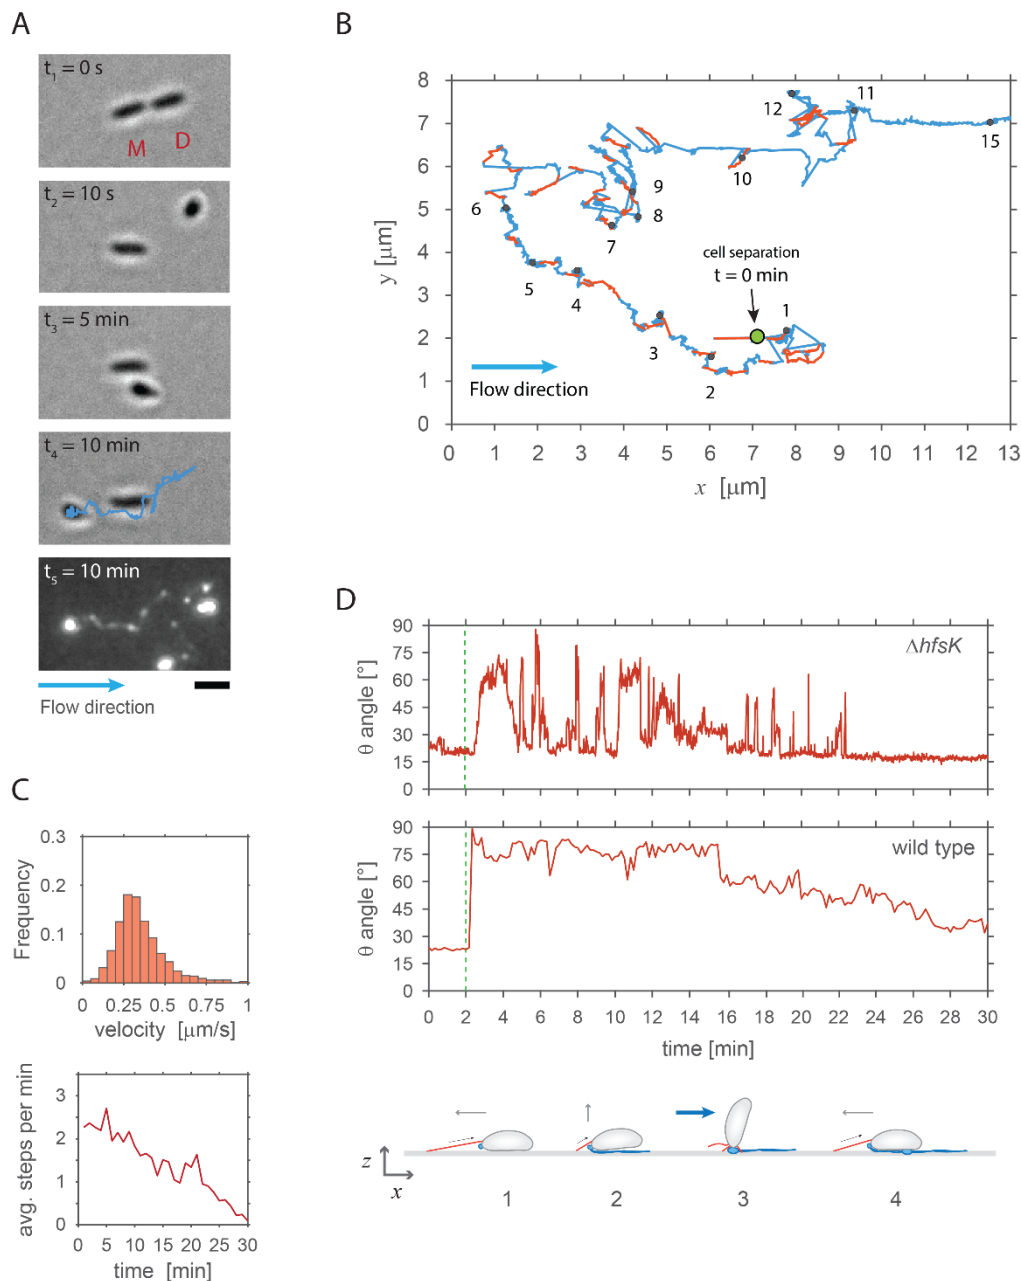 A
t1 = 0 s
M
D
t2 = 10 s
t3 = 5 min
t4 = 10 min
t5 = 10 min
Flow direction
B
8
7
6
5
4
3
2
1
0
y [μm]
12
11
15
10
9
8
7
6
5
4
3
2
1
cell separation
t = 0 min
Flow direction
0 1 2 3 4 5 6 7 8 9 10 11 12 13
x [μm]
C
0.3
0.2
0.1
0
Frequency
0 0.25 0.5 0.75 1
velocity [μm/s]
3
2
1
0
avg. steps per min
0 5 10 15 20 25 30
time [min]
D
90
75
60
45
30
15
0
θ angle [°]
ΔhfsK
90
75
60
45
30
15
0
θ angle [°]
wild type
0 2 4 6 8 10 12 14 16 18 20 22 24 26 28 30
time [min]
z
x
1 2 3 4